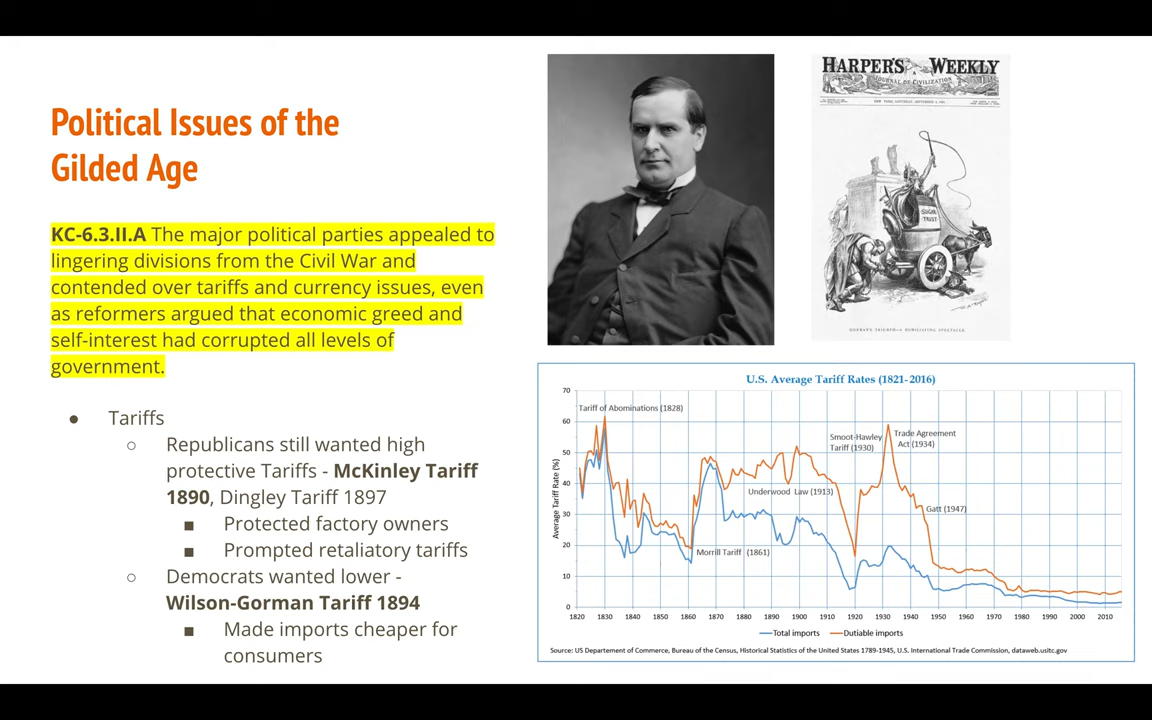 Political Issues of the
Gilded Age
KC-6.3.II.A The major political parties appealed to
lingering divisions from the Civil War and
contended over tariffs and currency issues, even
as reformers argued that economic greed and
self-interest had corrupted all levels of
government.
● Tariffs
○ Republicans still wanted high
protective Tariffs - McKinley Tariff
1890, Dingley Tariff 1897
■ Protected factory owners
■ Prompted retaliatory tariffs
○ Democrats wanted lower -
Wilson-Gorman Tariff 1894
■ Made imports cheaper for
consumers
HARPER'S WEEKLY
JOURNAL OF CIVILIZATION
SUGAR
TRUST
U.S. Average Tariff Rates (1821-2016)
Average Tariff Rate (%)
70
60
50
40
30
20
10
0
Tariff of Abominations (1828)
Smoot-Hawley
Tariff (1930)
Trade Agreement
Act (1934)
Underwood Law (1913)
Gatt (1947)
Morrill Tariff (1861)
1820 1830 1840 1850 1860 1870 1880 1890 1900 1910 1920 1930 1940 1950 1960 1970 1980 1990 2000 2010
Total imports Dutiable imports
Source: US Departement of Commerce, Bureau of the Census, Historical Statistics of the United States 1789-1945, U.S. International Trade Commission, dataweb.usitc.gov